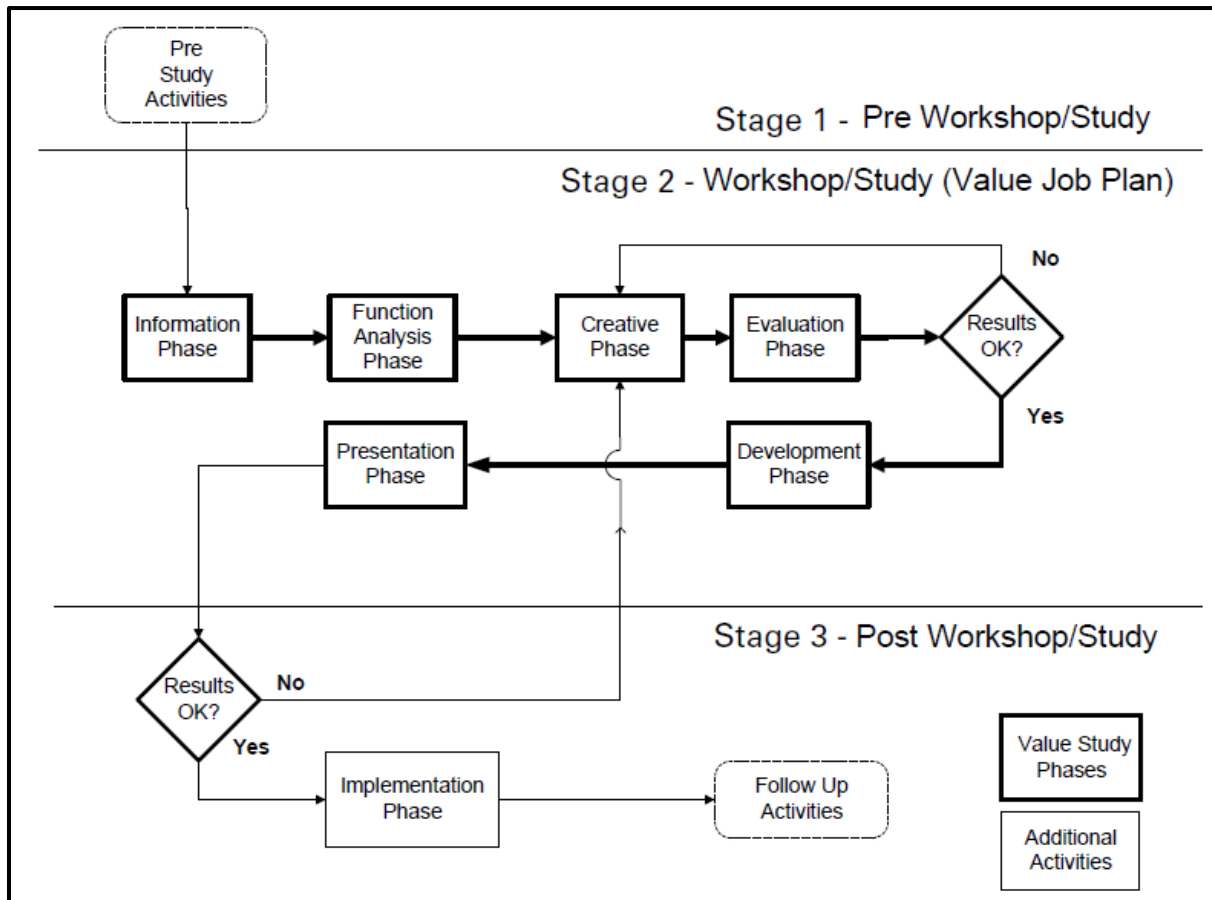 Pre
Study
Activities
Stage 1 - Pre Workshop/Study
Stage 2 - Workshop/Study (Value Job Plan)
No
Information
Phase
Function
Analysis
Phase
Creative
Phase
Evaluation
Phase
Results
OK?
Yes
Presentation
Phase
Development
Phase
Stage 3 - Post Workshop/Study
Results
OK?
No
Yes
Implementation
Phase
Follow Up
Activities
Value Study
Phases
Additional
Activities